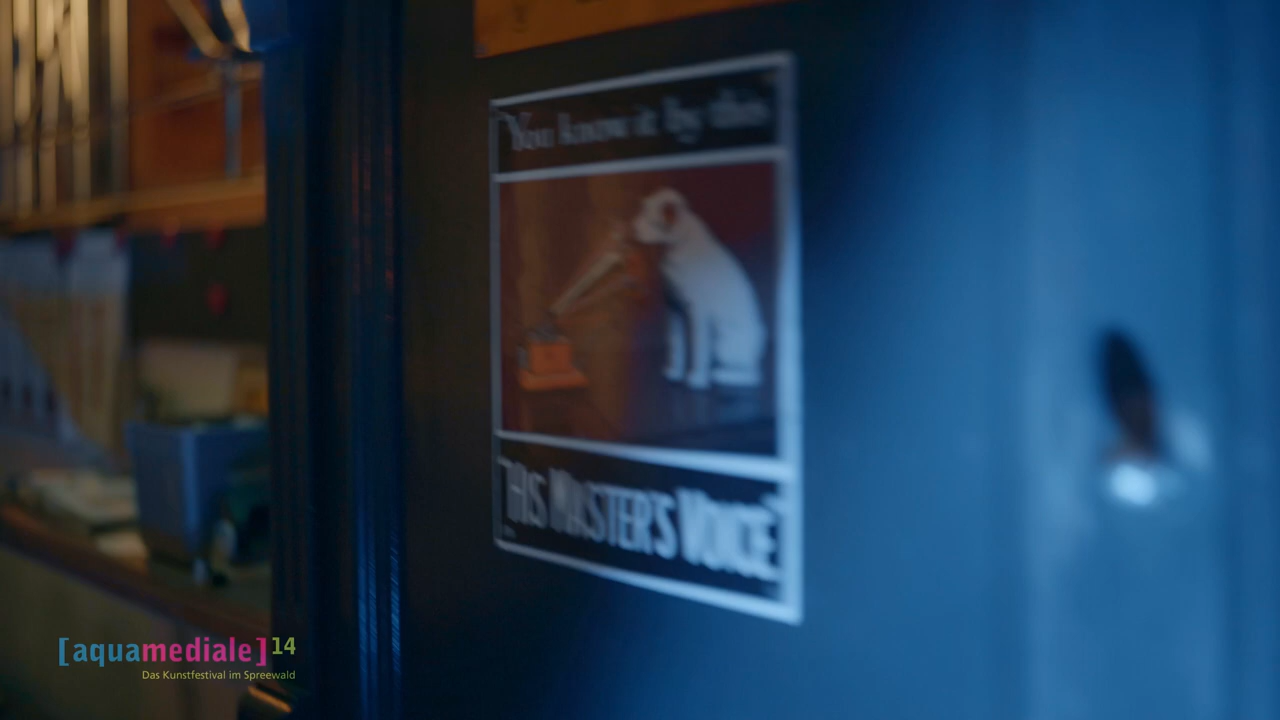 You know it by this
"HIS MASTER'S VOICE"
[aquamediale]14
Das Kunstfestival im Spreewald